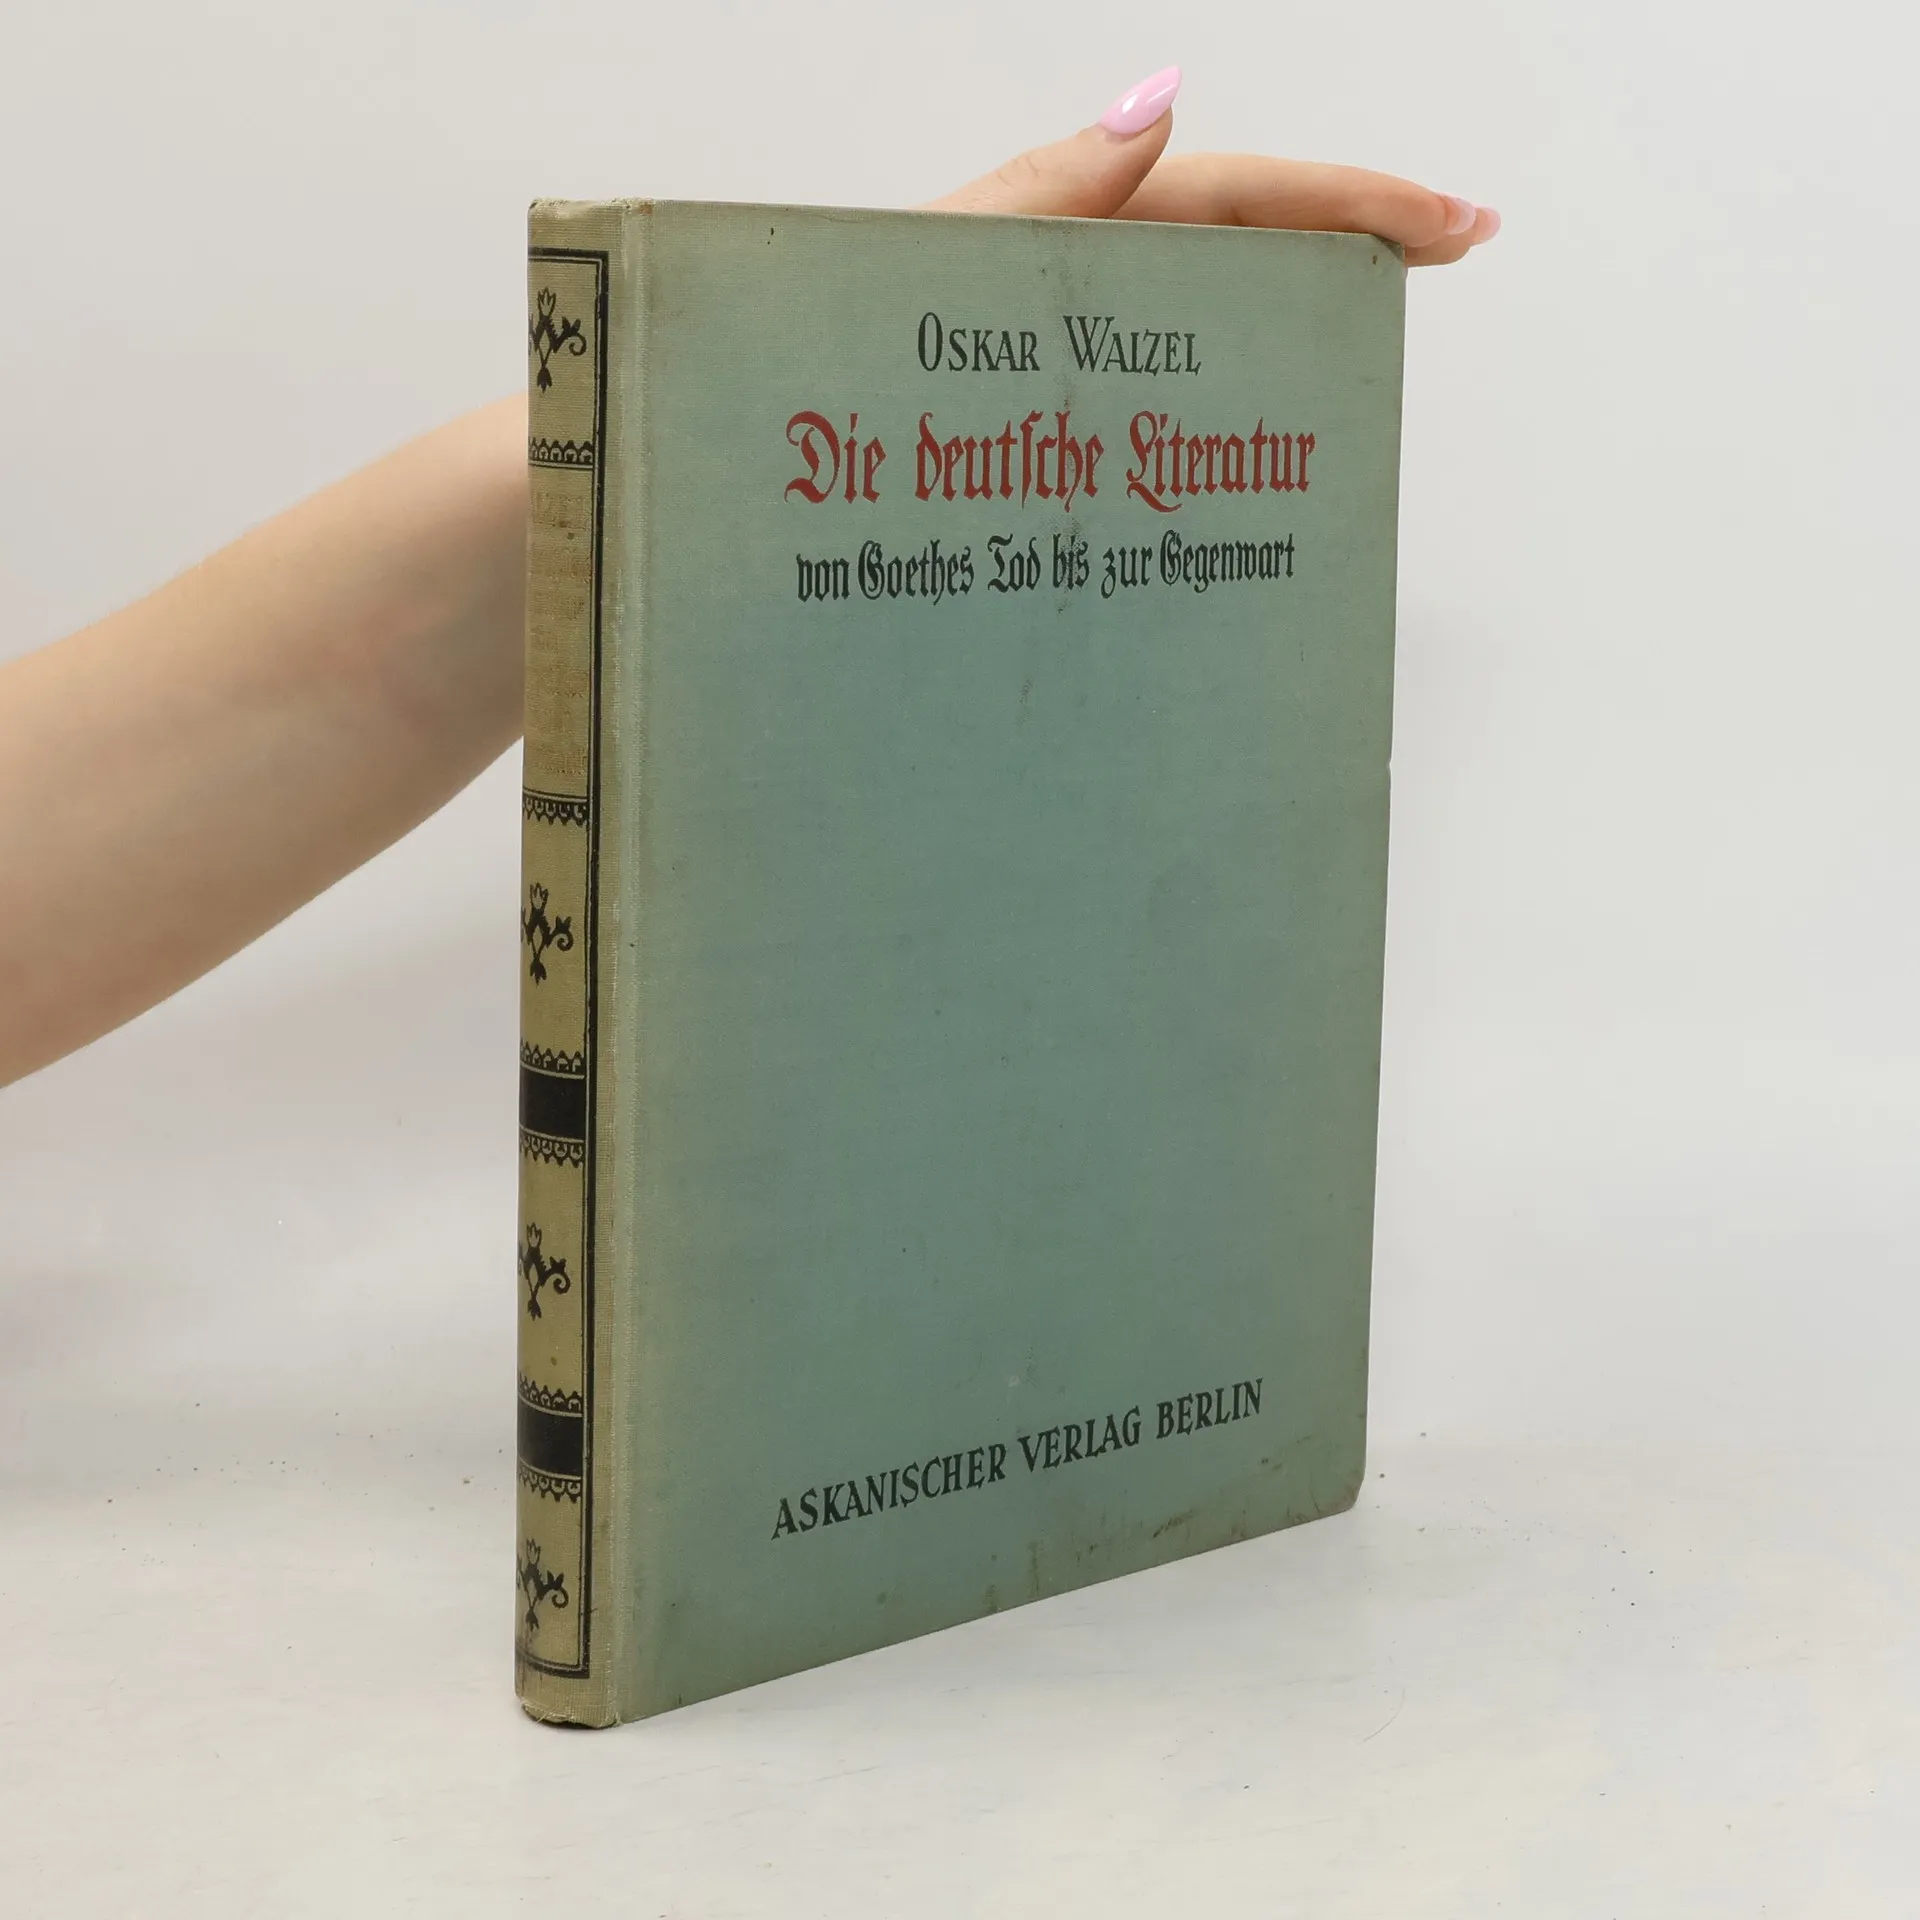 OSKAR WALZEL
Die deutſche Literatur
von Goethes Tod bis zur Gegenwart
ASKANISCHER VERLAG BERLIN